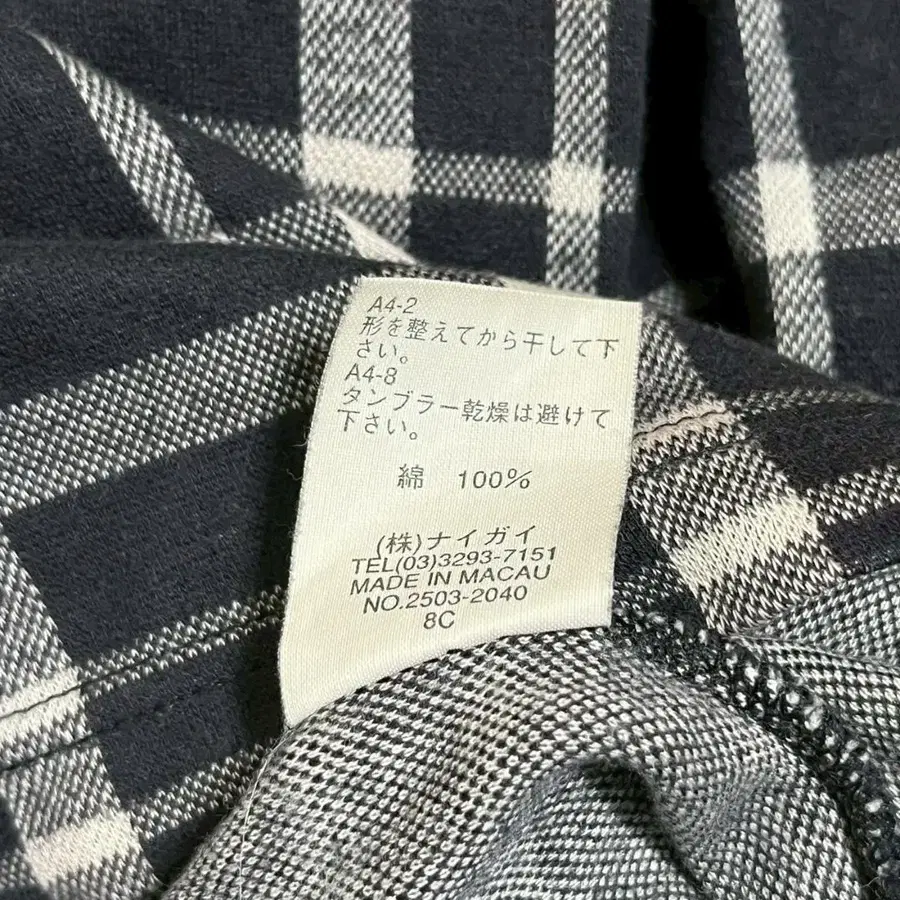 A4-2
形を整えてから干して下
さい。
A4-8
タンブラー乾燥は避けて
下さい。
綿 100%
(株)ナイガイ
TEL(03)3293-7151
MADE IN MACAU
NO.2503-2040
8C